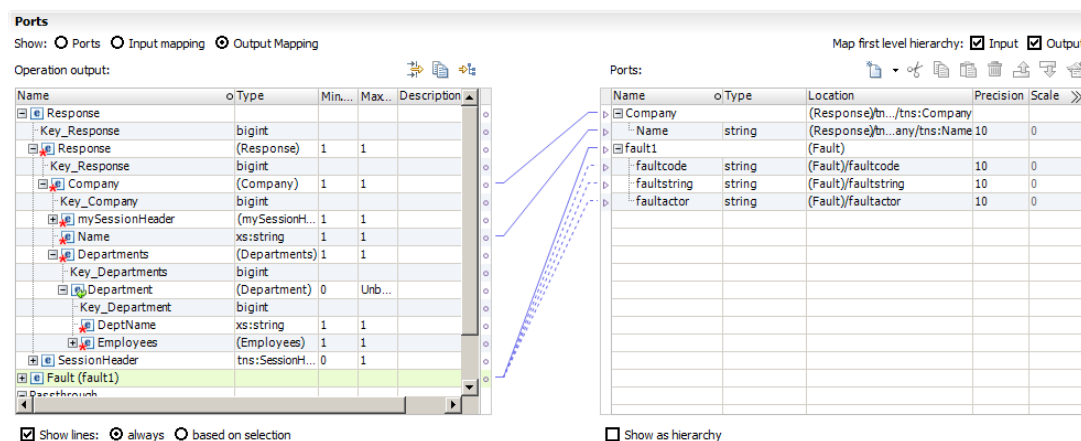 Ports
Show: Ports Input mapping Output Mapping Map first level hierarchy: Input Output
Operation output: Ports:
Name Type Min.... Max... Description Name Type Location Precision Scale
Response Company (Response)/tn.../tns:Company
Key_Response bigint Name string (Response)/tn...any/tns:Name 10 0
Response (Response) 1 1 fault1 (Fault)
Key_Response bigint faultcode string (Fault)/faultcode 10 0
Company (Company) 1 1 faultstring string (Fault)/faultstring 10 0
Key_Company bigint faultactor string (Fault)/faultactor 10 0
mySessionHeader (mySessionH... 1 1
Name xs:string 1 1
Departments (Departments) 1 1
Key_Departments bigint
Department (Department) 0 Unb...
Key_Department bigint
DeptName xs:string 1 1
Employees (Employees) 1 1
SessionHeader tns:SessionH... 0 1
Fault (fault1)
Passthrough
Show lines: always based on selection Show as hierarchy